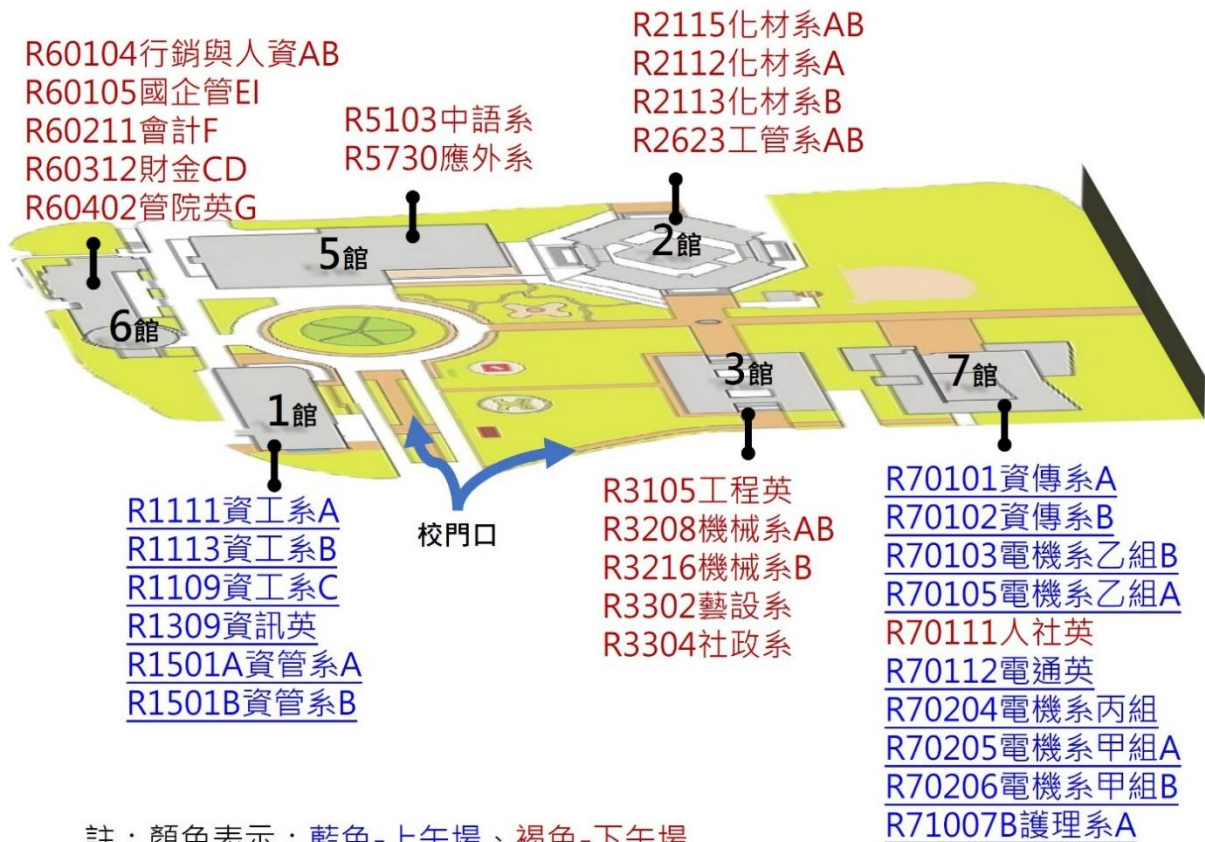 R60104行銷與人資AB
R60105國企管EI
R60211會計F
R60312財金CD
R60402管院英G
R5103中語系
R5730應外系
R2115化材系AB
R2112化材系A
R2113化材系B
R2623工管系AB
5館
2館
6館
3館
7館
1館
校門口
R1111資工系A
R1113資工系B
R1109資工系C
R1309資訊英
R1501A資管系A
R1501B資管系B
R3105工程英
R3208機械系AB
R3216機械系B
R3302藝設系
R3304社政系
R70101資傳系A
R70102資傳系B
R70103電機系乙組B
R70105電機系乙組A
R70111人社英
R70112電通英
R70204電機系丙組
R70205電機系甲組A
R70206電機系甲組B
R71007B護理系A
註：顏色表示：藍色-上午場、褐色-下午場